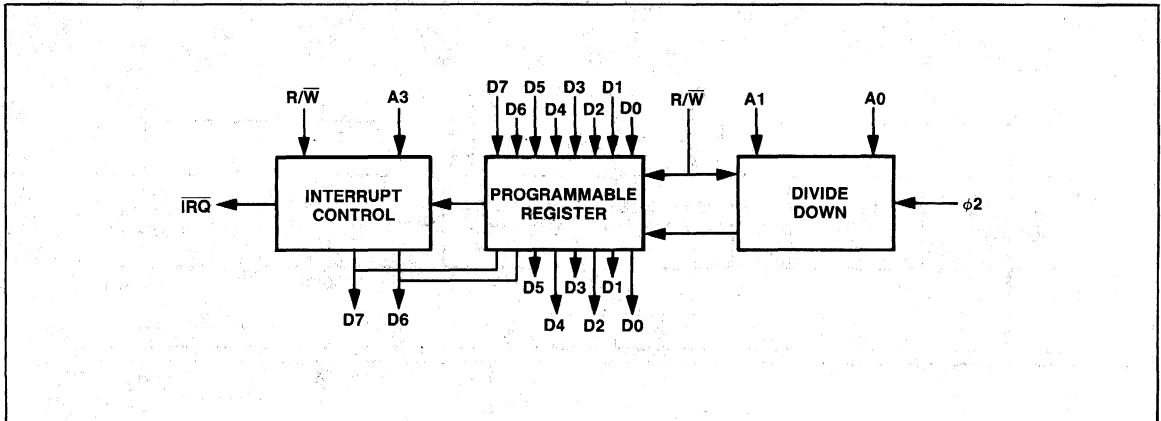 D7 D5 D3 D1
R/W̅ A3 D6 D4 D2 D0 R/W̅ A1 A0
INTERRUPT
CONTROL
PROGRAMMABLE
REGISTER
DIVIDE
DOWN
I̅R̅Q̅
φ2
D5 D3 D1
D7 D6 D4 D2 D0